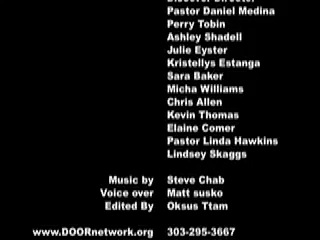 Discover Director
Pastor Daniel Medina
Perry Tobin
Ashley Shadell
Julie Eyster
Kristellys Estanga
Sara Baker
Micha Williams
Chris Allen
Kevin Thomas
Elaine Comer
Pastor Linda Hawkins
Lindsey Skaggs
Music by Steve Chab
Voice over Matt susko
Edited By Oksus Ttam
www.DOORnetwork.org 303-295-3667